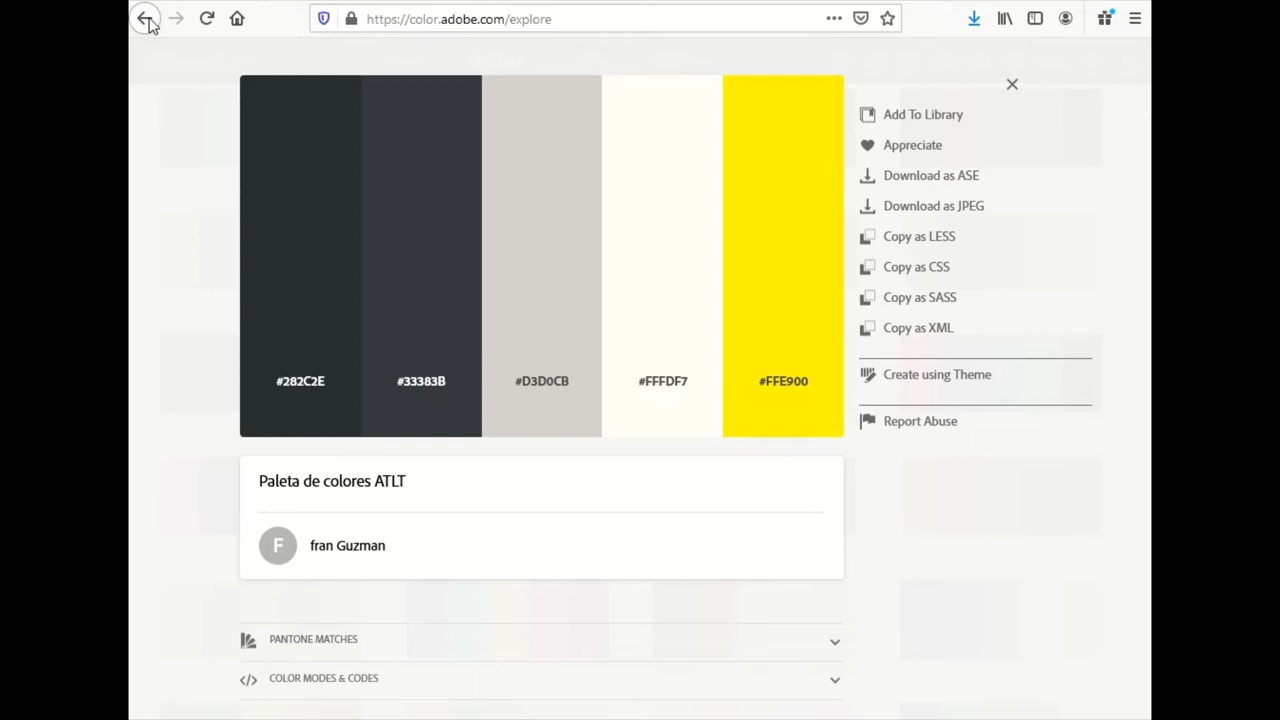 https://color.adobe.com/explore
Add To Library
Appreciate
Download as ASE
Download as JPEG
Copy as LESS
Copy as CSS
Copy as SASS
Copy as XML
Create using Theme
Report Abuse
#282C2E
#33383B
#D3D0CB
#FFFDF7
#FFE900
Paleta de colores ATLT
F
fran Guzman
PANTONE MATCHES
COLOR MODES & CODES